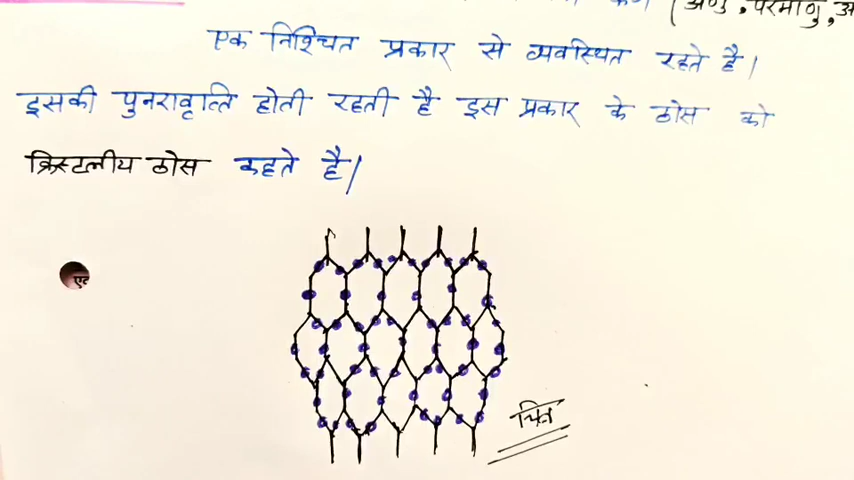 (अणु, परमाणु, अ
एक निश्चित प्रकार से व्यवस्थित रहते है।
इसकी पुनरावृत्ति होती रहती है इस प्रकार के ठोस को
क्रिस्टलीय ठोस कहते है।
चित्र